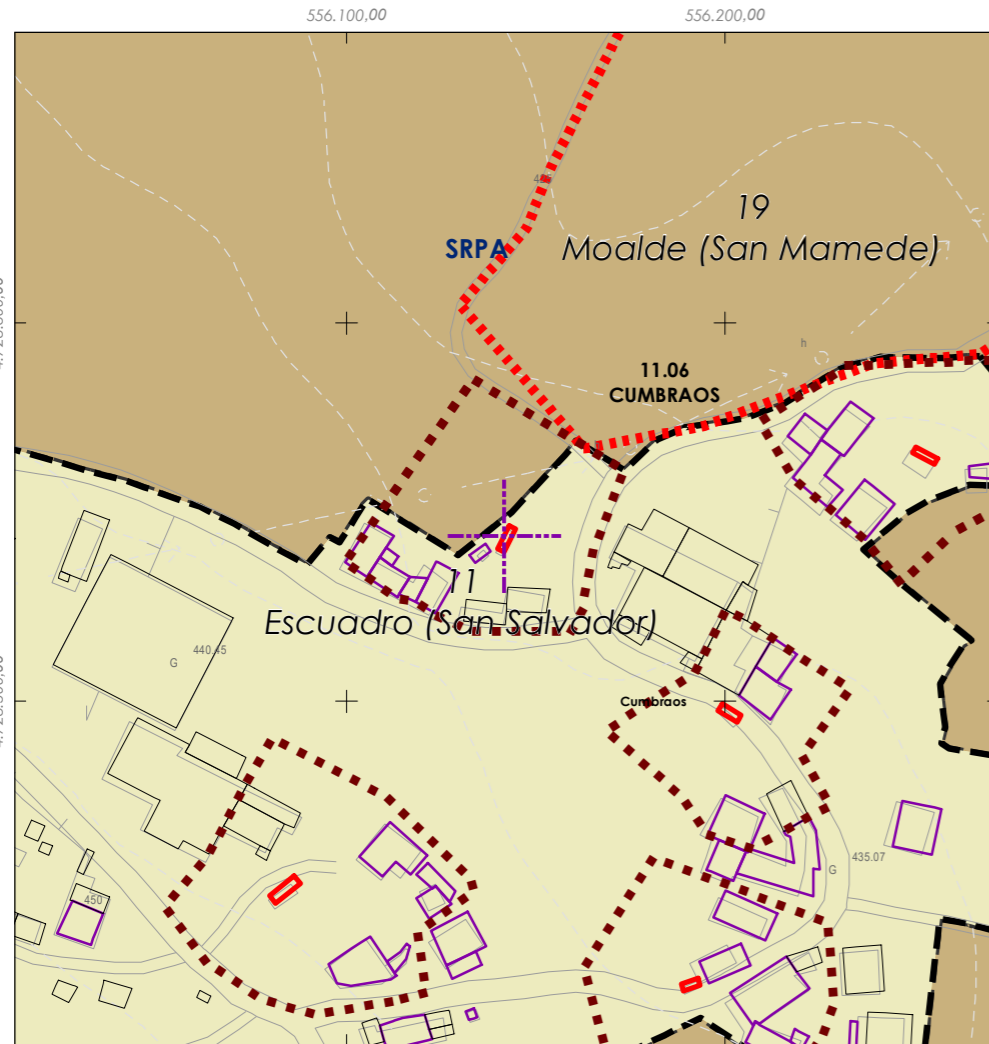 556.100,00
556.200,00
19
Moalde (San Mamede)
SRPA
h
11.06
CUMBRAOS
11
Escuadro (San Salvador)
440.45
G
Cumbraos
435.07
G
450